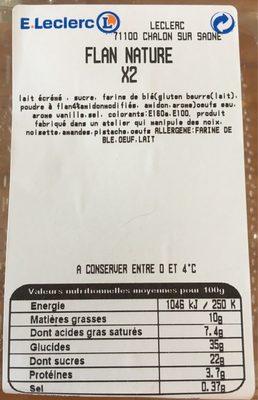 E.Leclerc L
LECLERC
71100 CHALON SUR SAONE
FLAN NATURE
X2
lait écrémé , sucre, farine de blé(gluten beurre(lait),
poudre à flan4%amidonmodifiés, amidon,arome)oeufs eau,
arome vanille,sel, colorants:E160a,E100, produit
fabriqué dans un atelier qui manipule des noix,
noisette,amandes,pistache,oeufs ALLERGENE:FARINE DE
BLE,OEUF,LAIT
A CONSERVER ENTRE 0 ET 4°C
Valeurs nutritionnelles moyennes pour 100g
Energie 1046 kJ / 250 K
Matières grasses 10g
Dont acides gras saturés 7.4g
Glucides 35g
Dont sucres 22g
Protéines 3.7g
Sel 0.37g